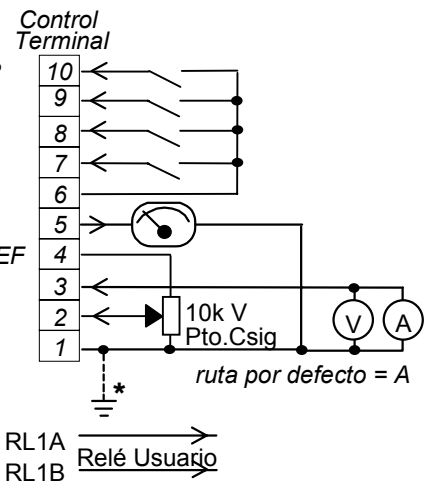 Control
Terminal
10
9
8
7
6
5
EF 4
3
2
1
10k V
Pto.Csig
V A
ruta por defecto = A
*
RL1A
Relé Usuario
RL1B